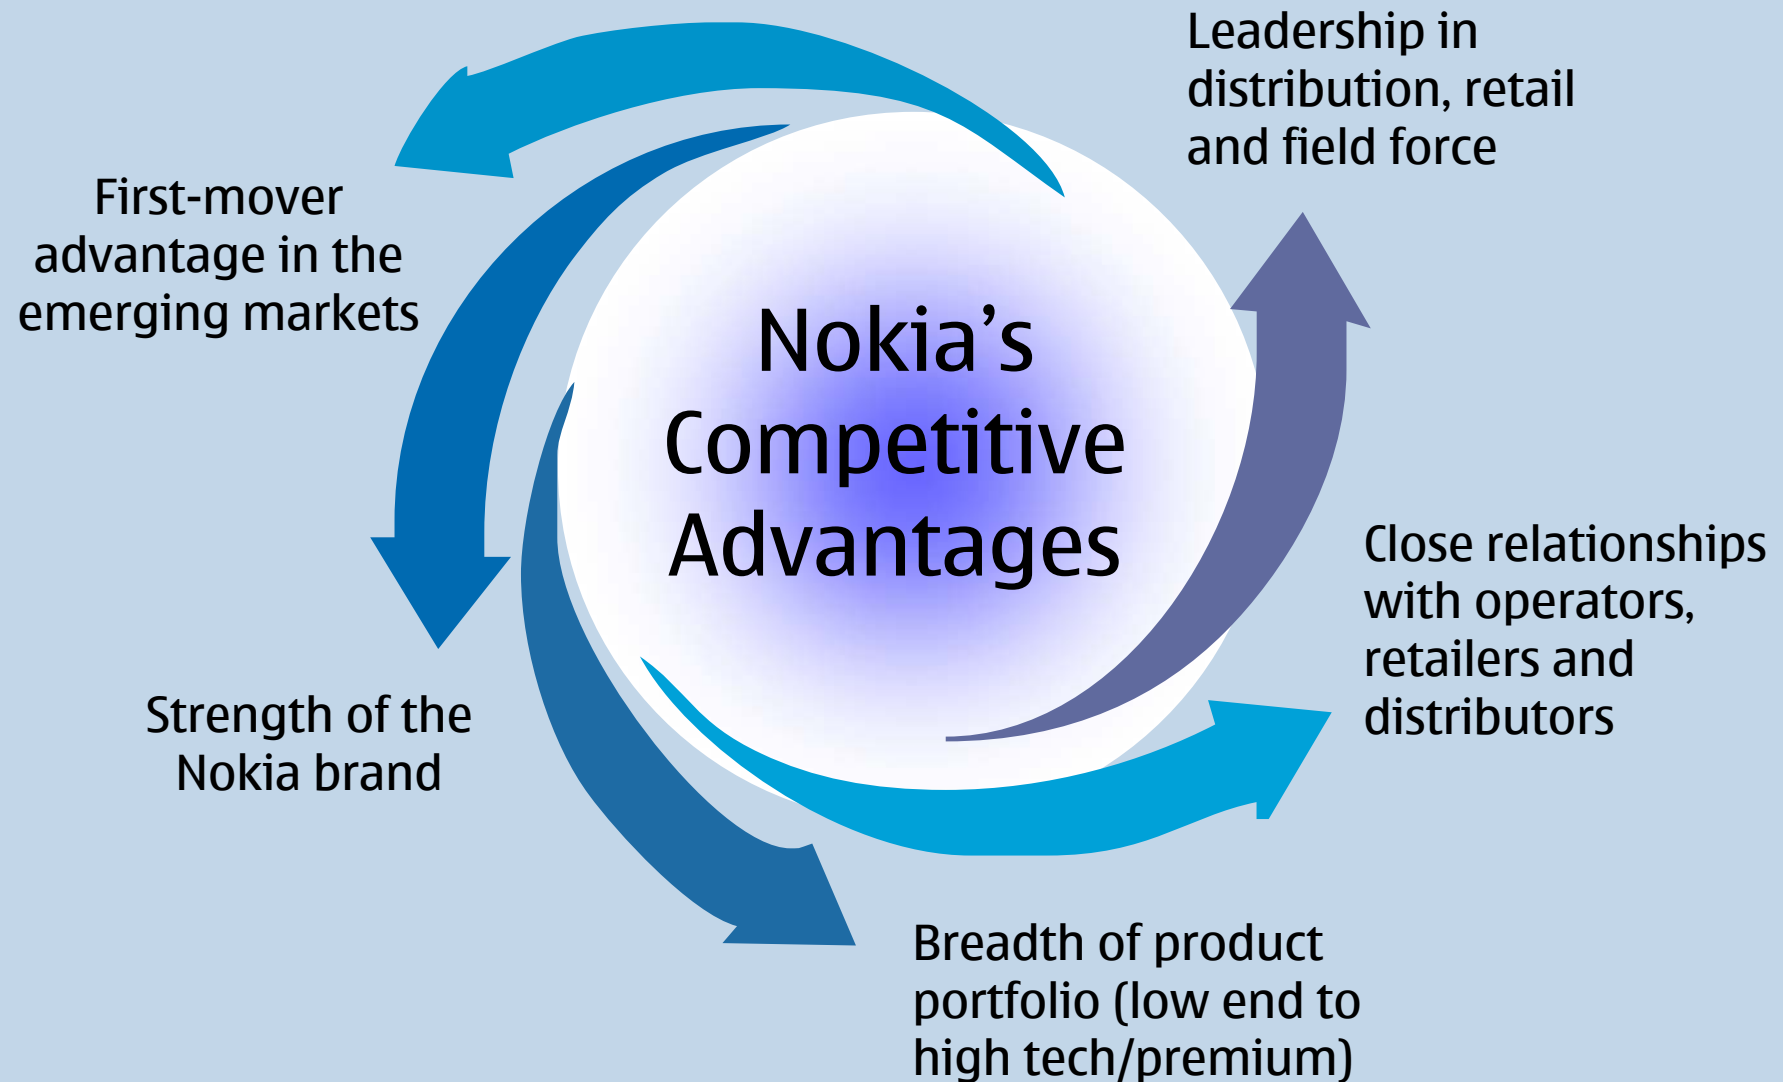 Nokia’s
Competitive
Advantages
Leadership in
distribution, retail
and field force
First-mover
advantage in the
emerging markets
Close relationships
with operators,
retailers and
distributors
Strength of the
Nokia brand
Breadth of product
portfolio (low end to
high tech/premium)